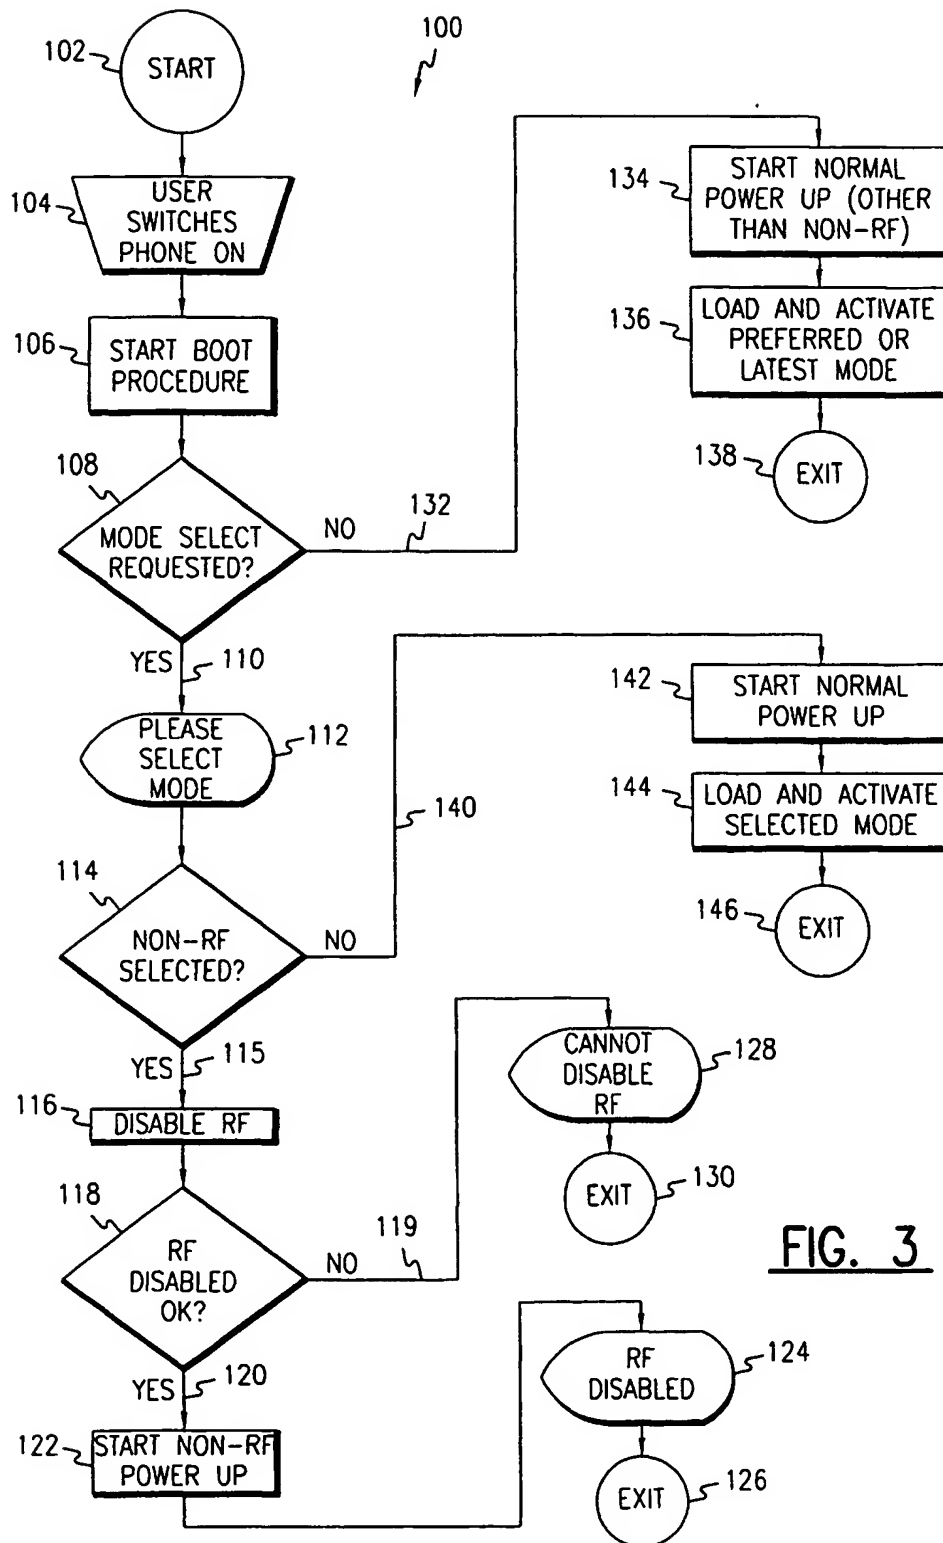 100
102
START
104
USER
SWITCHES
PHONE ON
106
START BOOT
PROCEDURE
108
MODE SELECT
REQUESTED?
NO
132
134
START NORMAL
POWER UP (OTHER
THAN NON-RF)
136
LOAD AND ACTIVATE
PREFERRED OR
LATEST MODE
138
EXIT
YES
110
PLEASE
SELECT
MODE
112
114
NON-RF
SELECTED?
NO
140
142
START NORMAL
POWER UP
144
LOAD AND ACTIVATE
SELECTED MODE
146
EXIT
YES
115
116
DISABLE RF
118
RF
DISABLED
OK?
NO
119
CANNOT
DISABLE
RF
128
EXIT
130
YES
120
122
START NON-RF
POWER UP
RF
DISABLED
124
EXIT
126
FIG. 3